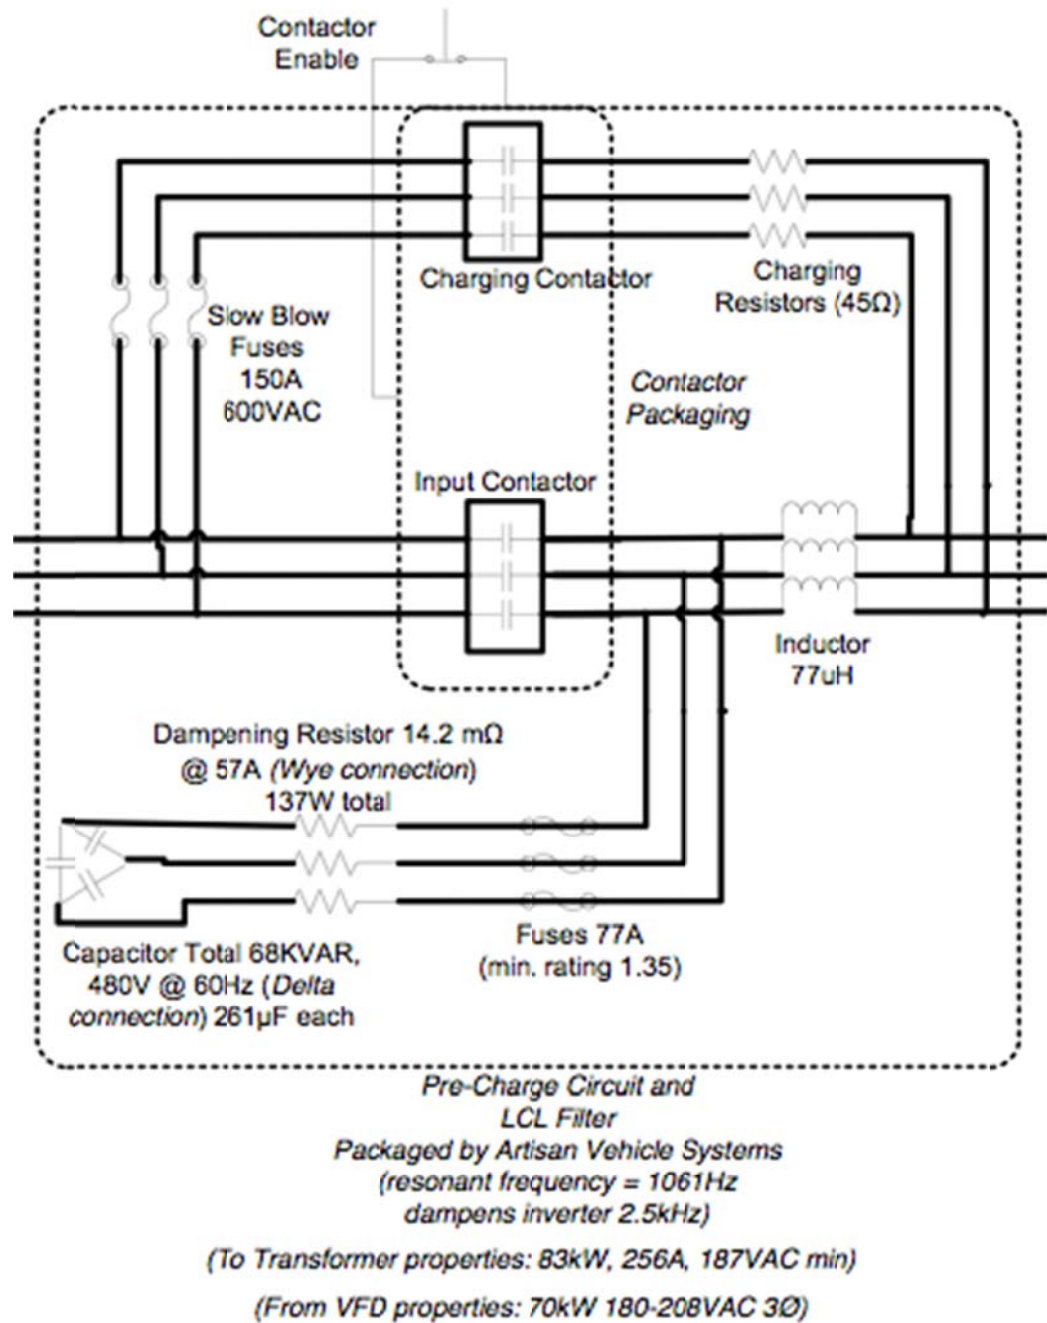 Contactor
Enable
Charging Contactor
Charging
Resistors (45Ω)
Slow Blow
Fuses
150A
600VAC
Contactor
Packaging
Input Contactor
Inductor
77uH
Dampening Resistor 14.2 mΩ
@ 57A (Wye connection)
137W total
Fuses 77A
(min. rating 1.35)
Capacitor Total 68KVAR,
480V @ 60Hz (Delta
connection) 261µF each
Pre-Charge Circuit and
LCL Filter
Packaged by Artisan Vehicle Systems
(resonant frequency = 1061Hz
dampens inverter 2.5kHz)
(To Transformer properties: 83kW, 256A, 187VAC min)
(From VFD properties: 70kW 180-208VAC 3Ø)